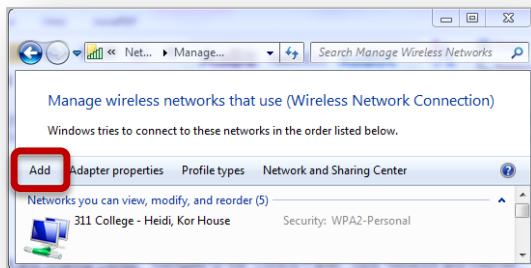 Net... Manage... Search Manage Wireless Networks
Manage wireless networks that use (Wireless Network Connection)
Windows tries to connect to these networks in the order listed below.
Add Adapter properties Profile types Network and Sharing Center
Networks you can view, modify, and reorder (5)
311 College - Heidi, Kor House Security: WPA2-Personal